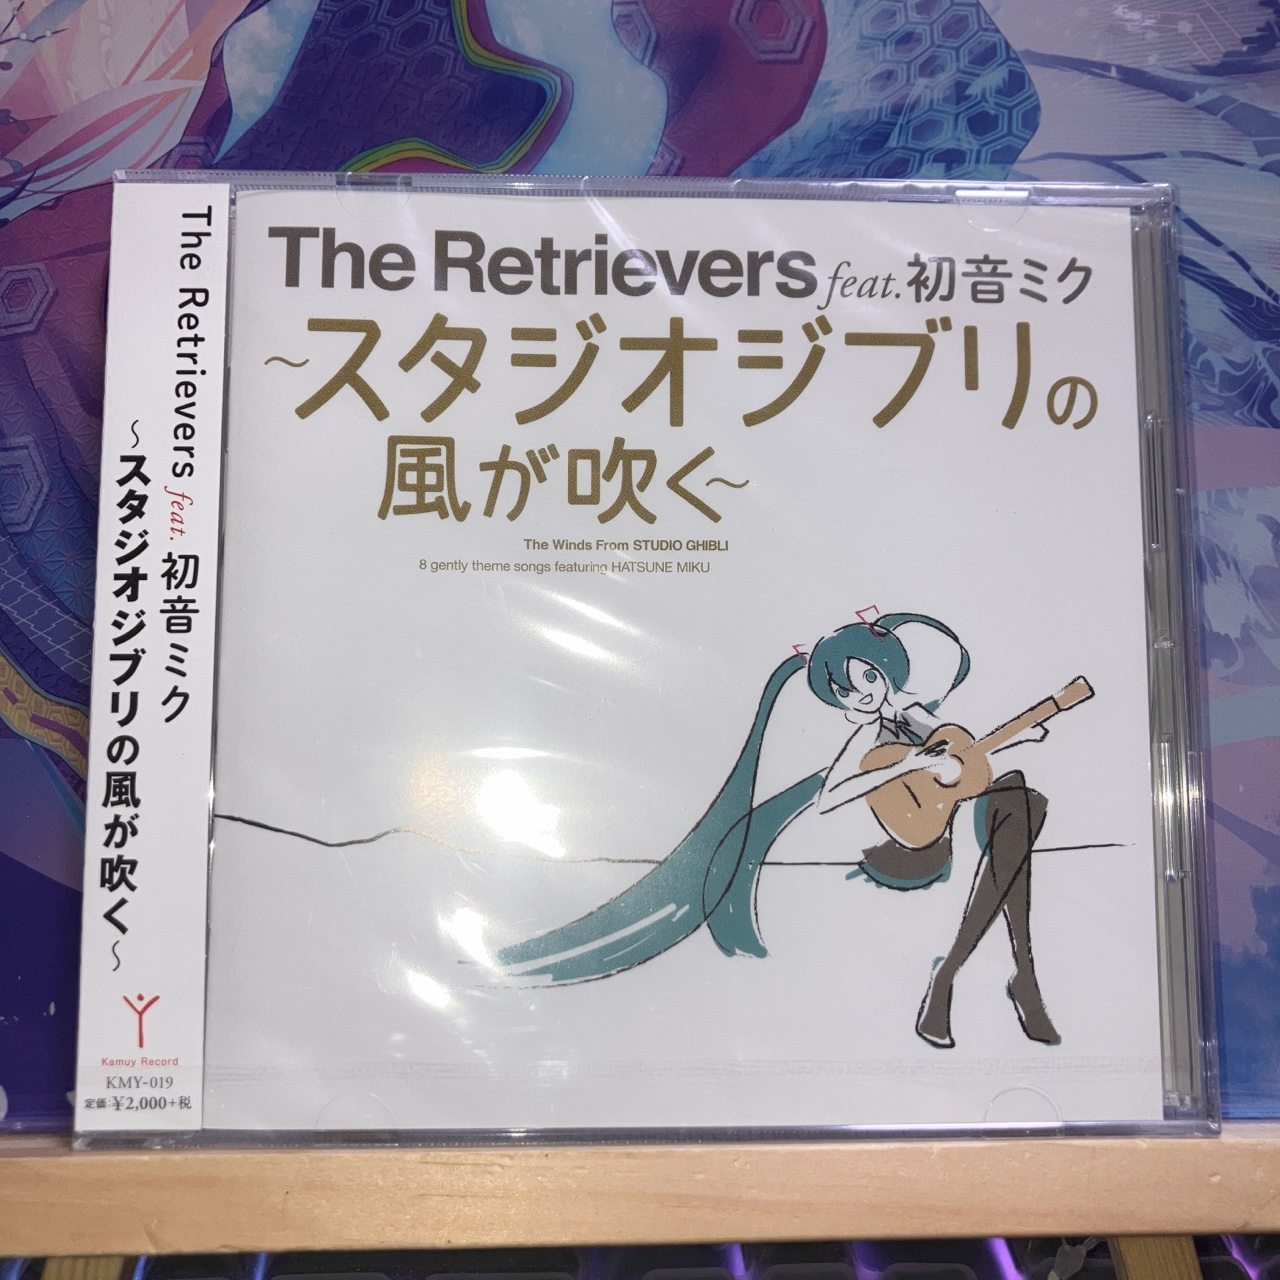 The Retrievers feat. 初音ミク
~スタジオジブリの風が吹く~
Kamuy Record
KMY-019
定価:¥2,000+税
The Retrievers feat. 初音ミク
~スタジオジブリの
風が吹く~
The Winds From STUDIO GHIBLI
8 gently theme songs featuring HATSUNE MIKU